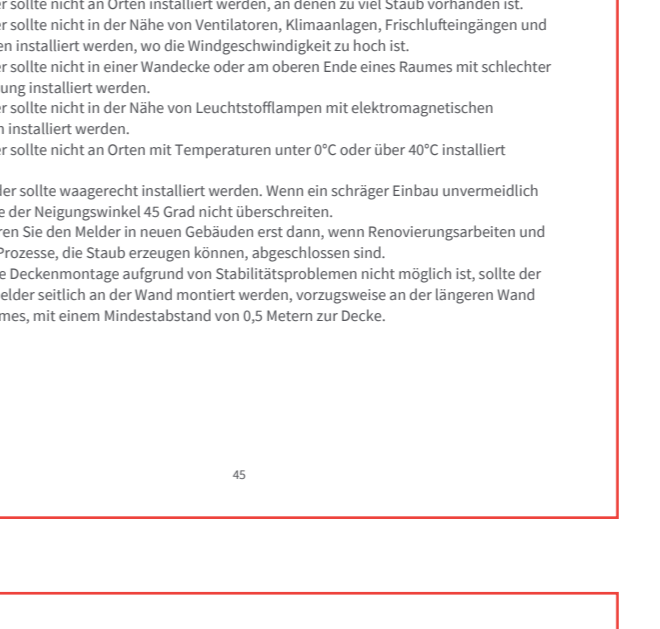 er sollte nicht an Orten installiert werden, an denen zu viel Staub vorhanden ist.
er sollte nicht in der Nähe von Ventilatoren, Klimaanlagen, Frischlufteingängen und
en installiert werden, wo die Windgeschwindigkeit zu hoch ist.
er sollte nicht in einer Wandecke oder am oberen Ende eines Raumes mit schlechter
ung installiert werden.
er sollte nicht in der Nähe von Leuchtstofflampen mit elektromagnetischen
n installiert werden.
er sollte nicht an Orten mit Temperaturen unter 0°C oder über 40°C installiert
der sollte waagerecht installiert werden. Wenn ein schräger Einbau unvermeidlich
e der Neigungswinkel 45 Grad nicht überschreiten.
ren Sie den Melder in neuen Gebäuden erst dann, wenn Renovierungsarbeiten und
Prozesse, die Staub erzeugen können, abgeschlossen sind.
e Deckenmontage aufgrund von Stabilitätsproblemen nicht möglich ist, sollte der
elder seitlich an der Wand montiert werden, vorzugsweise an der längeren Wand
mes, mit einem Mindestabstand von 0,5 Metern zur Decke.
45